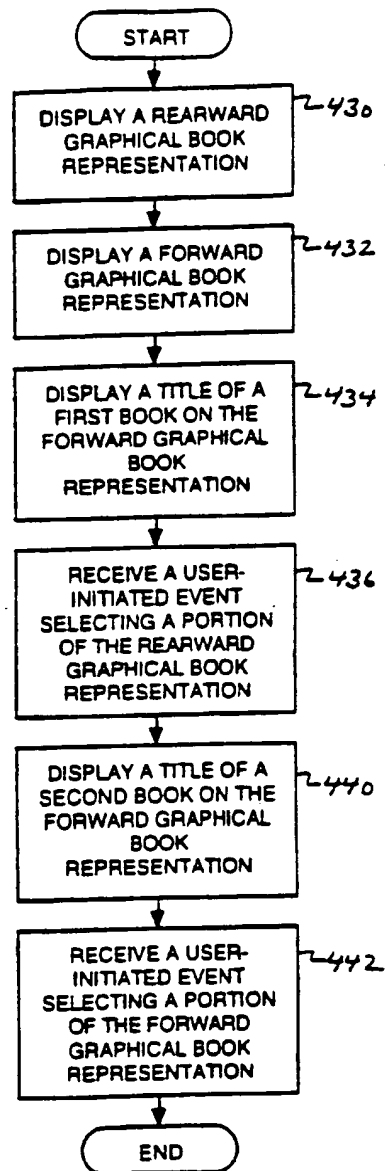 START
DISPLAY A REARWARD
GRAPHICAL BOOK
REPRESENTATION
430
DISPLAY A FORWARD
GRAPHICAL BOOK
REPRESENTATION
432
DISPLAY A TITLE OF A
FIRST BOOK ON THE
FORWARD GRAPHICAL
BOOK
REPRESENTATION
434
RECEIVE A USER-
INITIATED EVENT
SELECTING A PORTION
OF THE REARWARD
GRAPHICAL BOOK
REPRESENTATION
436
DISPLAY A TITLE OF A
SECOND BOOK ON THE
FORWARD GRAPHICAL
BOOK
REPRESENTATION
440
RECEIVE A USER-
INITIATED EVENT
SELECTING A PORTION
OF THE FORWARD
GRAPHICAL BOOK
REPRESENTATION
442
END